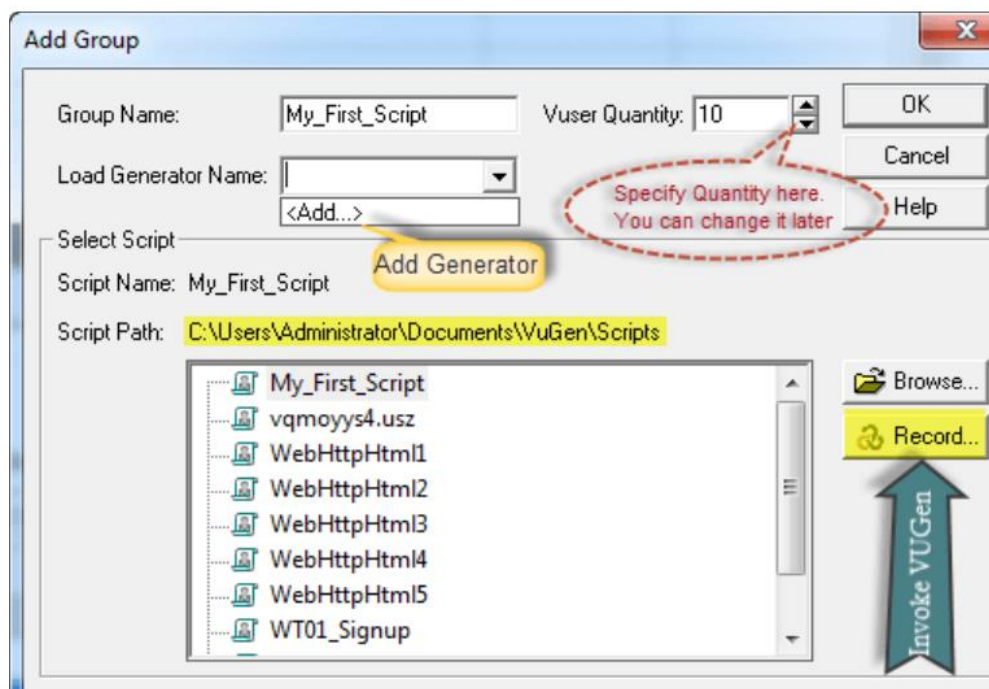 Add Group
Group Name:
My_First_Script
Vuser Quantity:
10
OK
Load Generator Name:
Cancel
<Add...>
Specify Quantity here.
You can change it later
Help
Add Generator
Select Script
Script Name: My_First_Script
Script Path: C:\Users\Administrator\Documents\VuGen\Scripts
My_First_Script
vqmoyys4.usz
WebHttpHtml1
WebHttpHtml2
WebHttpHtml3
WebHttpHtml4
WebHttpHtml5
WT01_Signup
Browse...
Record...
Invoke VUGen